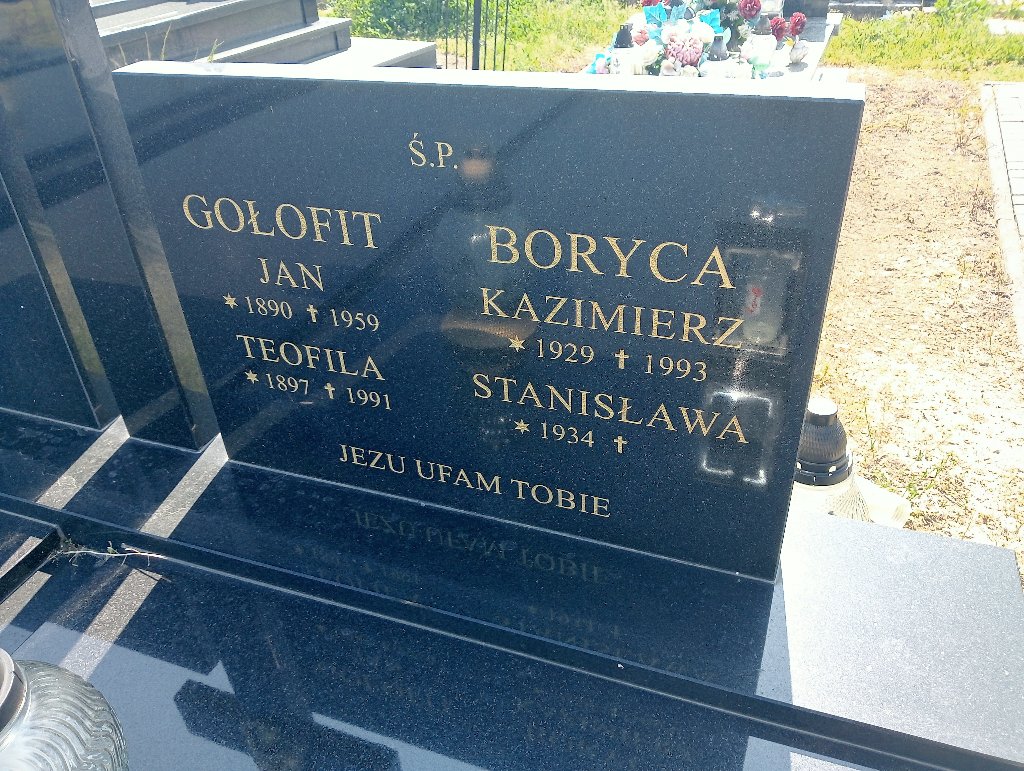 Ś.P.
GOŁOFIT
JAN
* 1890 ✝ 1959
TEOFILA
* 1897 ✝ 1991
BORYCA
KAZIMIERZ
* 1929 ✝ 1993
STANISŁAWA
* 1934 ✝
JEZU UFAM TOBIE